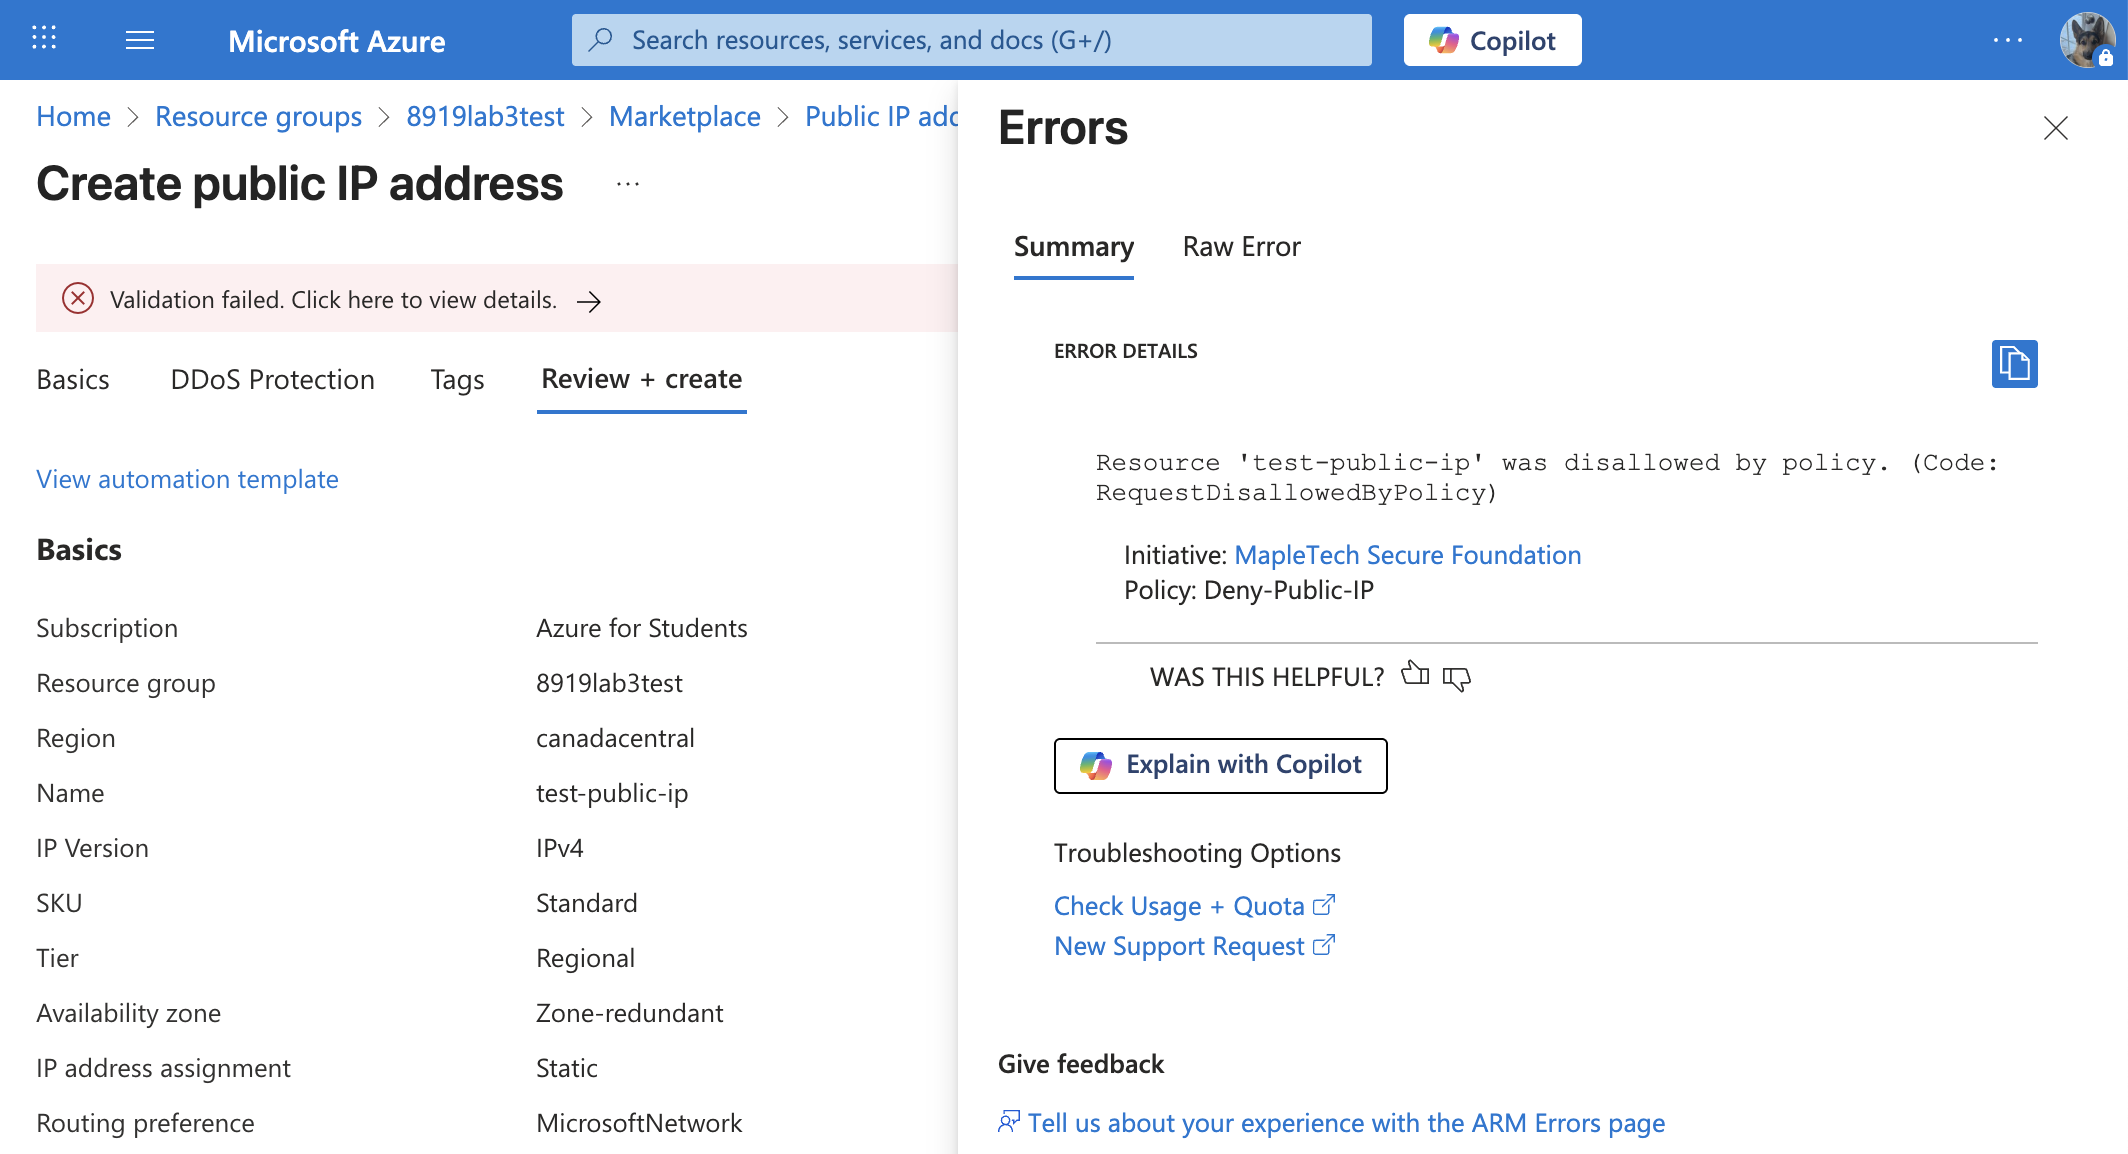 Microsoft Azure
Search resources, services, and docs (G+/)
Copilot
Home > Resource groups > 8919lab3test > Marketplace > Public IP
Create public IP address
Validation failed. Click here to view details.
Basics
DDoS Protection
Tags
Review + create
View automation template
Basics
Subscription Azure for Students
Resource group 8919lab3test
Region canadacentral
Name test-public-ip
IP Version IPv4
SKU Standard
Tier Regional
Availability zone Zone-redundant
IP address assignment Static
Routing preference MicrosoftNetwork
Errors
Summary
Raw Error
ERROR DETAILS
Resource 'test-public-ip' was disallowed by policy. (Code:
RequestDisallowedByPolicy)
Initiative: MapleTech Secure Foundation
Policy: Deny-Public-IP
WAS THIS HELPFUL?
Explain with Copilot
Troubleshooting Options
Check Usage + Quota
New Support Request
Give feedback
Tell us about your experience with the ARM Errors page